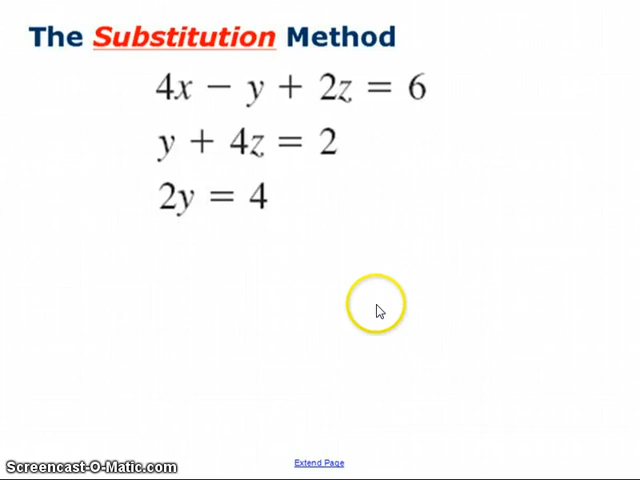 The Substitution Method
4x − y + 2z = 6
y + 4z = 2
2y = 4
Extend Page
Screencast-O-Matic.com